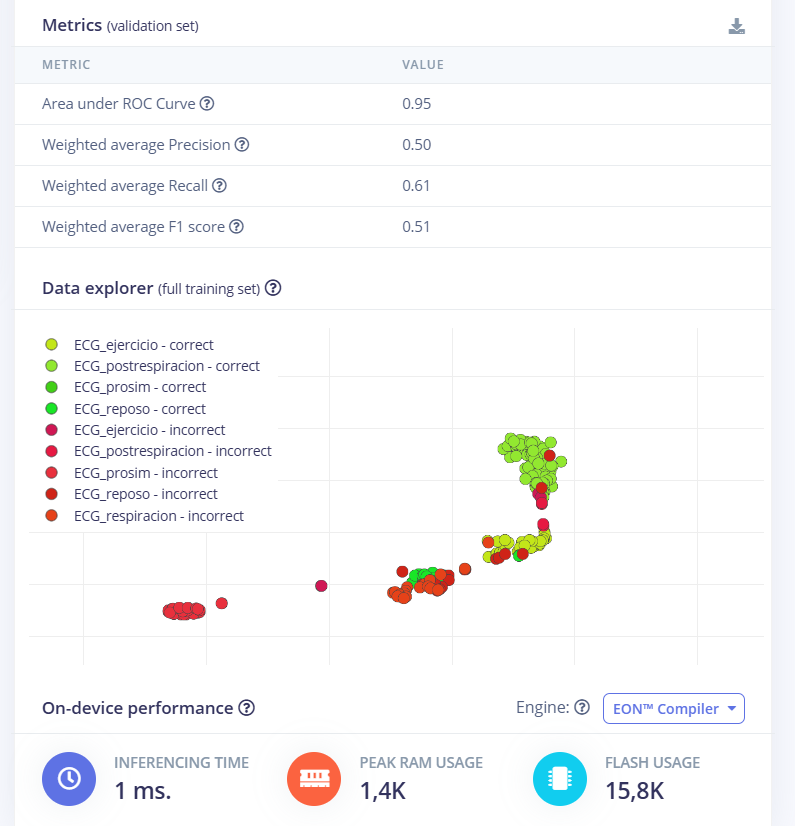 Metrics (validation set)
METRIC VALUE
Area under ROC Curve ? 0.95
Weighted average Precision ? 0.50
Weighted average Recall ? 0.61
Weighted average F1 score ? 0.51
Data explorer (full training set) ?
ECG_ejercicio - correct
ECG_postrespiracion - correct
ECG_prosim - correct
ECG_reposo - correct
ECG_ejercicio - incorrect
ECG_postrespiracion - incorrect
ECG_prosim - incorrect
ECG_reposo - incorrect
ECG_respiracion - incorrect
On-device performance ? Engine: ? EON™ Compiler
INFERENCING TIME PEAK RAM USAGE FLASH USAGE
1 ms. 1,4K 15,8K